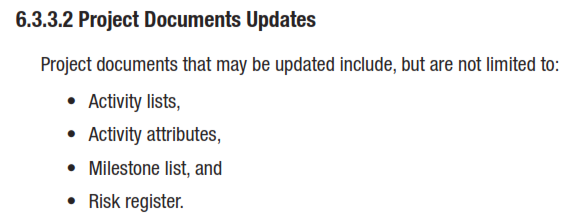 6.3.3.2 Project Documents Updates
Project documents that may be updated include, but are not limited to:
• Activity lists,
• Activity attributes,
• Milestone list, and
• Risk register.